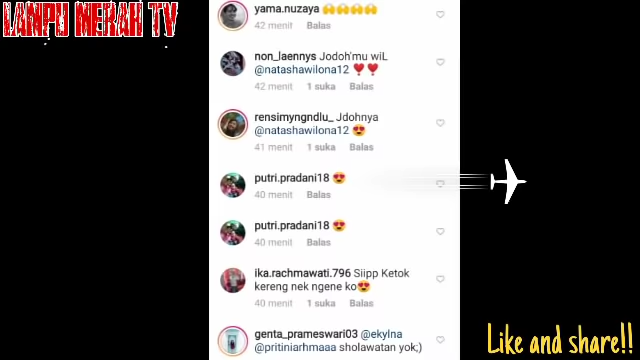 LANPU MERAH TV
yama.nuzaya 🙌🙌🙌🙌
42 menit Balas
non_laennys Jodoh'mu wiL
@natashawilona12 ❣️❣️
42 menit 1 suka Balas
rensimyngndlu_ Jdohnya
@natashawilona12 😍
41 menit 1 suka Balas
putri.pradani18 😍
40 menit Balas
putri.pradani18 😍
40 menit Balas
ika.rachmawati.796 Siipp Ketok
kereng nek ngene ko😍
40 menit 1 suka Balas
genta_prameswari03 @ekylna
@pritiniarhmaaa sholawatan yok;)
Like and share!!